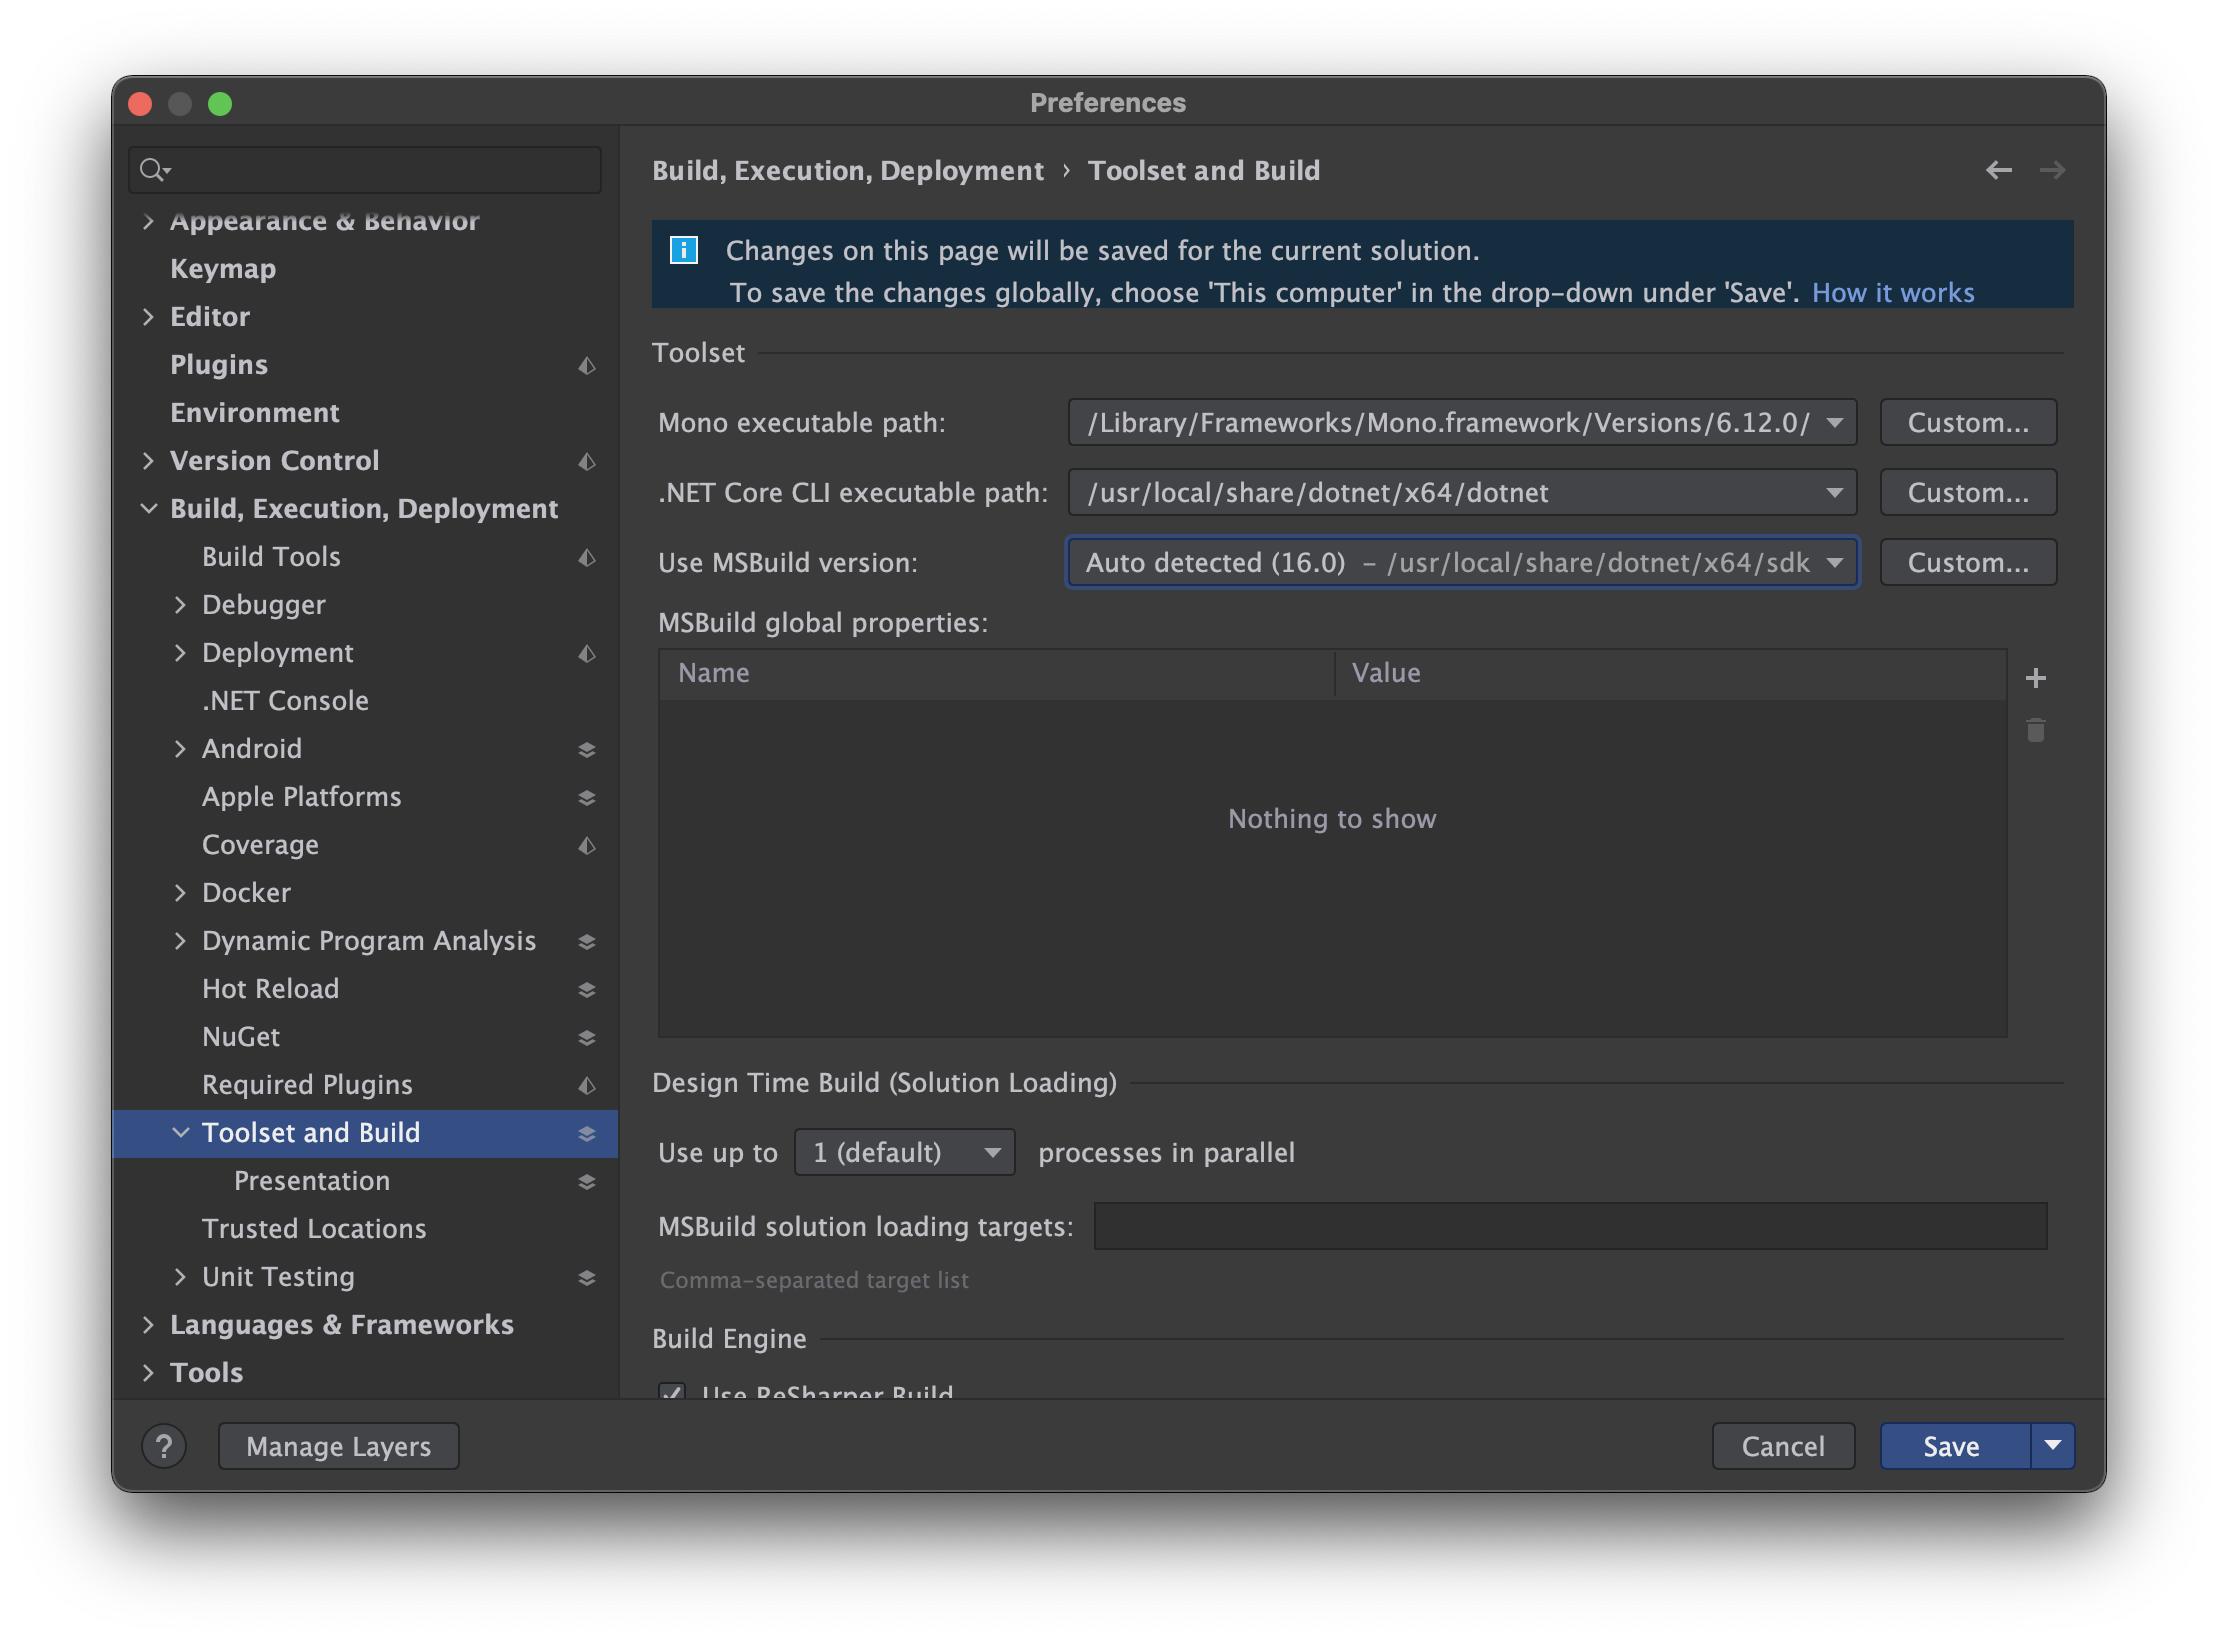 Preferences
Appearance & Behavior
Keymap
Editor
Plugins
Environment
Version Control
Build, Execution, Deployment
Build Tools
Debugger
Deployment
.NET Console
Android
Apple Platforms
Coverage
Docker
Dynamic Program Analysis
Hot Reload
NuGet
Required Plugins
Toolset and Build
Presentation
Trusted Locations
Unit Testing
Languages & Frameworks
Tools
Build, Execution, Deployment › Toolset and Build
Changes on this page will be saved for the current solution.
To save the changes globally, choose 'This computer' in the drop-down under 'Save'. How it works
Toolset
Mono executable path: /Library/Frameworks/Mono.framework/Versions/6.12.0/ Custom...
.NET Core CLI executable path: /usr/local/share/dotnet/x64/dotnet Custom...
Use MSBuild version: Auto detected (16.0) – /usr/local/share/dotnet/x64/sdk Custom...
MSBuild global properties:
Name Value
Nothing to show
Design Time Build (Solution Loading)
Use up to 1 (default) processes in parallel
MSBuild solution loading targets:
Comma-separated target list
Build Engine
Use ReSharper Build
? Manage Layers Cancel Save